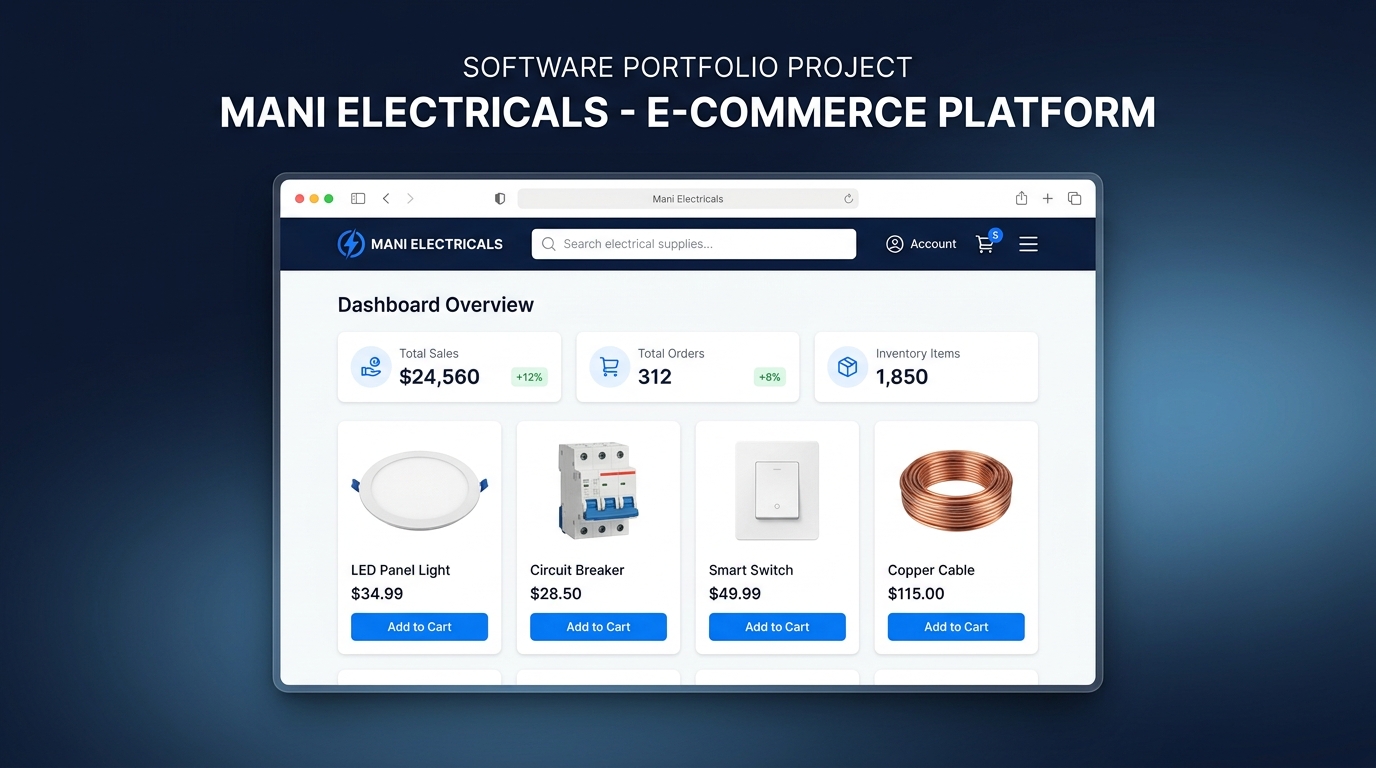 SOFTWARE PORTFOLIO PROJECT
MANI ELECTRICALS - E-COMMERCE PLATFORM
Mani Electricals
MANI ELECTRICALS
Search electrical supplies...
Account
S
Dashboard Overview
Total Sales
$24,560
+12%
Total Orders
312
+8%
Inventory Items
1,850
LED Panel Light
$34.99
Add to Cart
Circuit Breaker
$28.50
Add to Cart
Smart Switch
$49.99
Add to Cart
Copper Cable
$115.00
Add to Cart